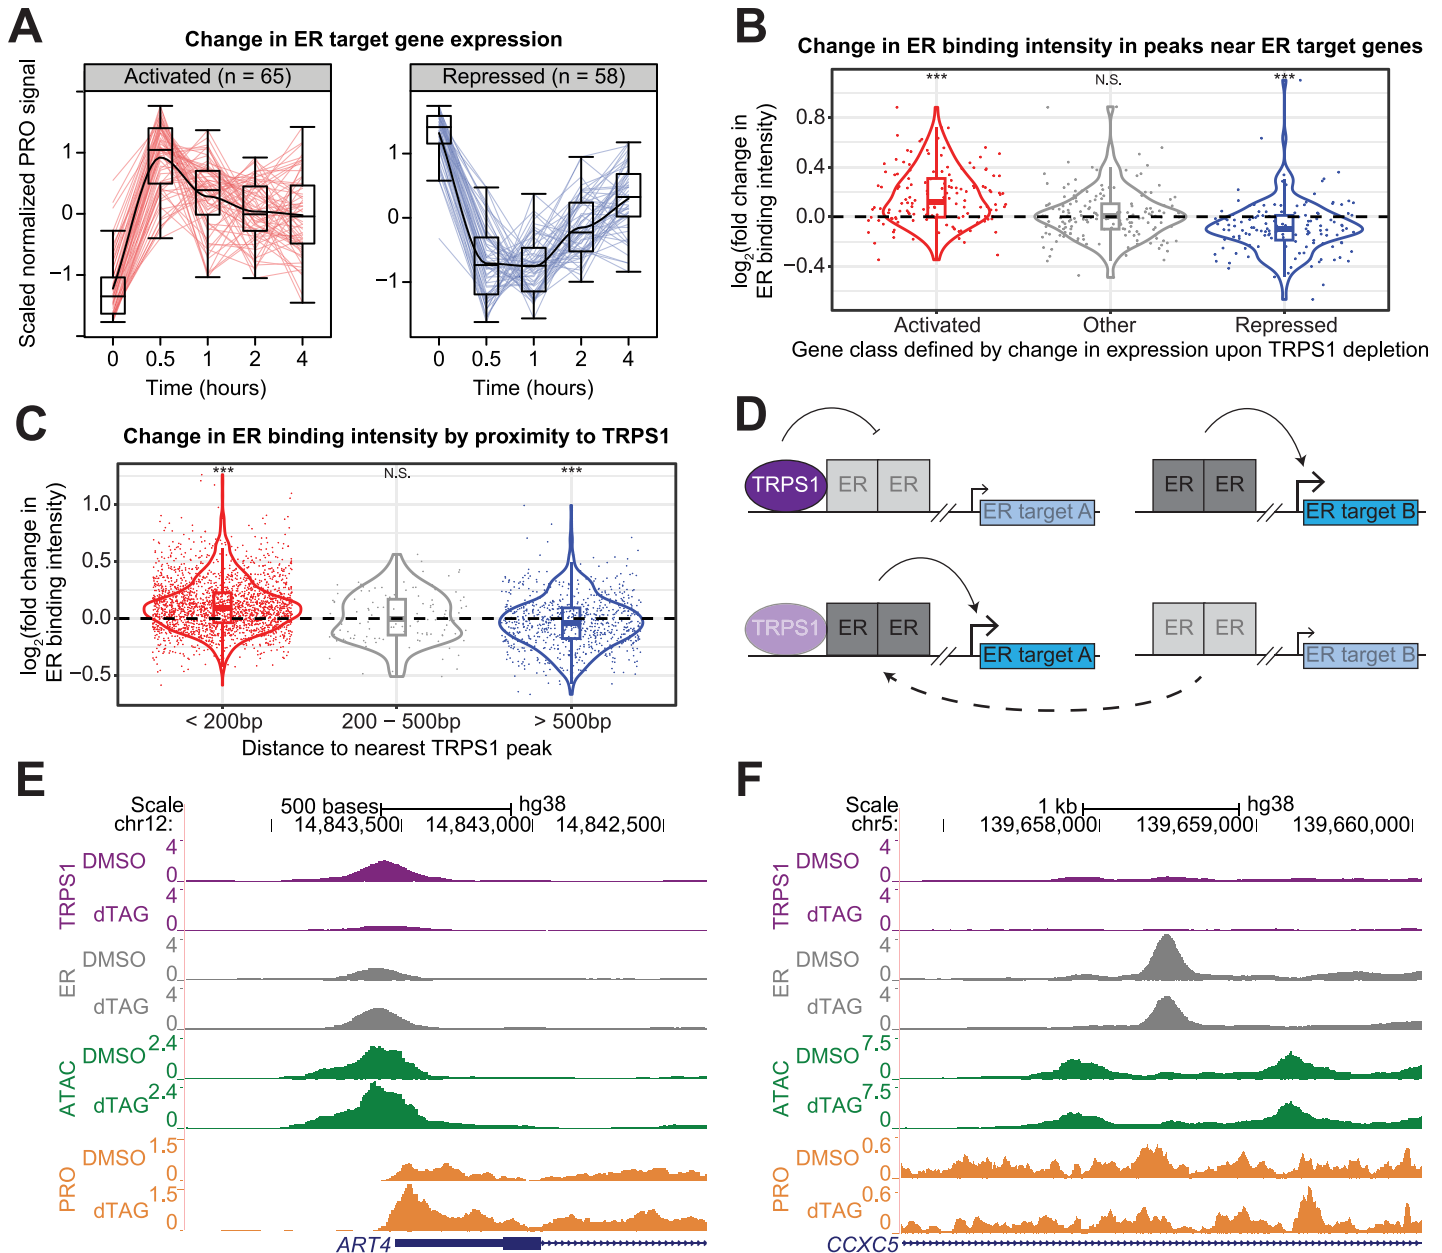 A
Change in ER target gene expression
Activated (n = 65)
Repressed (n = 58)
Scaled normalized PRO signal
1
0
−1
1
0
−1
0 0.5 1 2 4
0 0.5 1 2 4
Time (hours)
Time (hours)
B
Change in ER binding intensity in peaks near ER target genes
*** N.S. ***
log2(fold change in
ER binding intensity)
0.8
0.4
0.0
−0.4
Activated Other Repressed
Gene class defined by change in expression upon TRPS1 depletion
C
Change in ER binding intensity by proximity to TRPS1
*** N.S. ***
log2(fold change in
ER binding intensity)
1.0
0.5
0.0
−0.5
< 200bp 200 − 500bp > 500bp
Distance to nearest TRPS1 peak
D
TRPS1 ER ER ER target A
ER ER ER target B
TRPS1 ER ER ER target A
ER ER ER target B
E
Scale 500 bases hg38
chr12: 14,843,500 14,843,000 14,842,500
TRPS1
DMSO 4 0
dTAG 4 0
ER
DMSO 4 0
dTAG 4 0
ATAC
DMSO 2.4 0
dTAG 2.4 0
PRO
DMSO 1.5 0
dTAG 1.5 0
ART4
F
Scale 1 kb hg38
chr5: 139,658,000 139,659,000 139,660,000
TRPS1
DMSO 4 0
dTAG 4 0
ER
DMSO 4 0
dTAG 4 0
ATAC
DMSO 7.5 0
dTAG 7.5 0
PRO
DMSO 0.6 0
dTAG 0.6 0
CCXC5